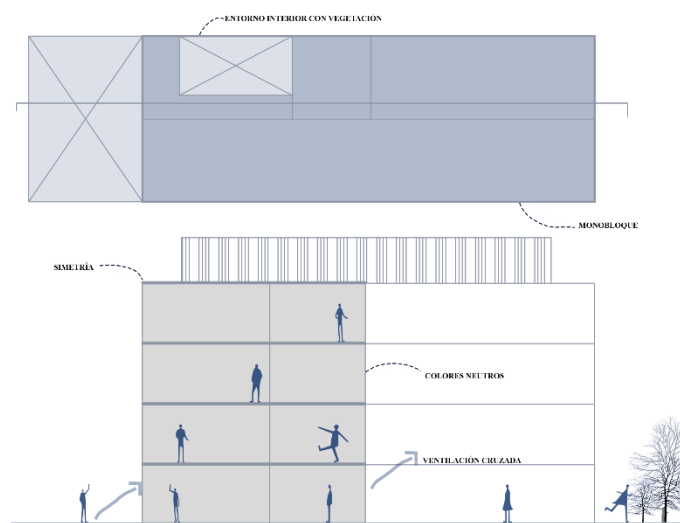 ENTORNO INTERIOR CON VEGETACIÓN
MONOBLOQUE
SIMETRÍA
COLORES NEUTROS
VENTILACIÓN CRUZADA